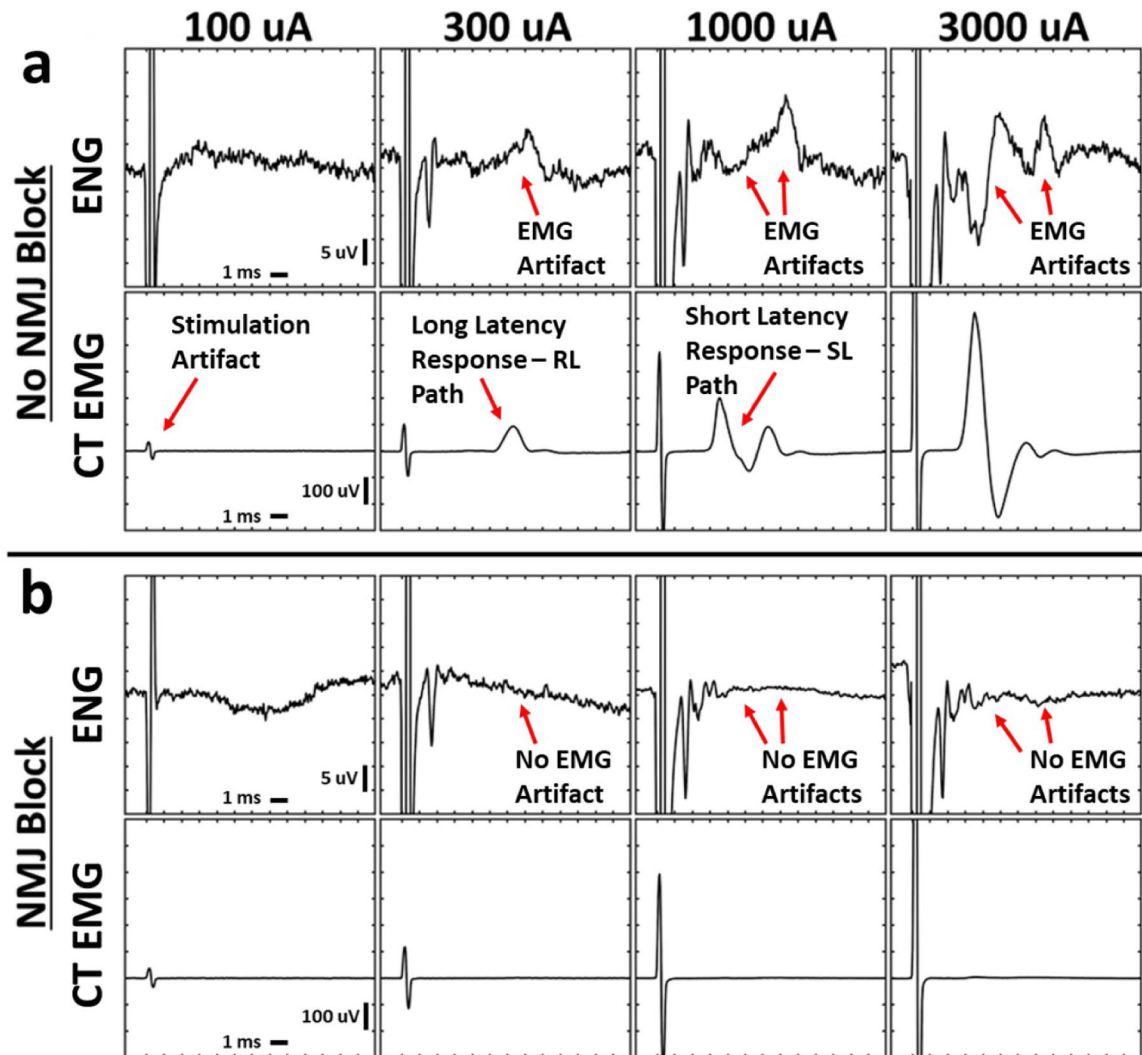 100 uA
300 uA
1000 uA
3000 uA
a
No NMJ Block
ENG
5 uV
1 ms
EMG
Artifact
EMG
Artifacts
EMG
Artifacts
CT EMG
Stimulation
Artifact
100 uV
1 ms
Long Latency
Response – RL
Path
Short Latency
Response – SL
Path
b
NMJ Block
ENG
5 uV
1 ms
No EMG
Artifact
No EMG
Artifacts
No EMG
Artifacts
CT EMG
100 uV
1 ms